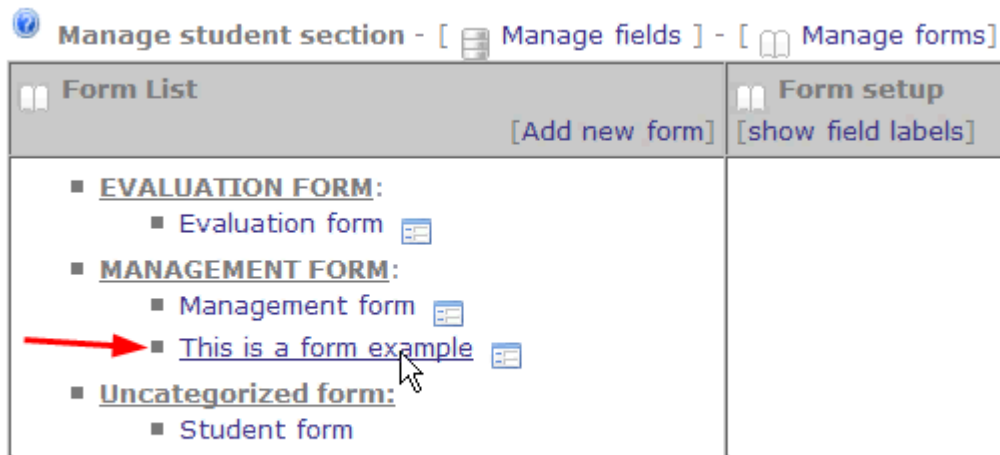 Manage student section - [ Manage fields ] - [ Manage forms]
Form List
Form setup
[Add new form]
[show field labels]
EVALUATION FORM:
Evaluation form
MANAGEMENT FORM:
Management form
This is a form example
Uncategorized form:
Student form